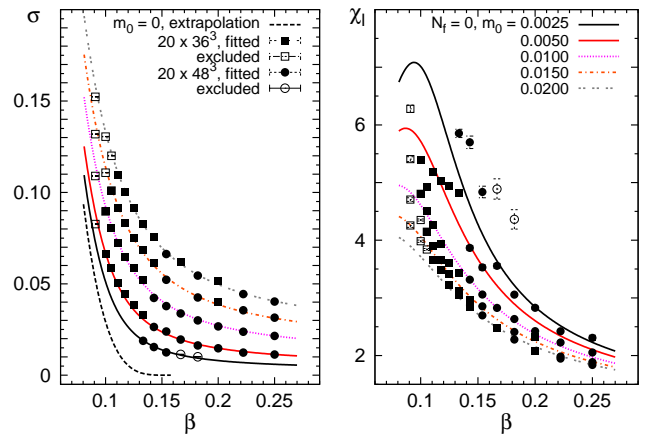 σ
m₀ = 0, extrapolation
20 x 36³, fitted
excluded
20 x 48³, fitted
excluded
0.15
0.10
0.05
0
0.1
0.15
0.2
0.25
β
χₗ
N_f = 0, m₀ = 0.0025
0.0050
0.0100
0.0150
0.0200
6
4
2
0.1
0.15
0.2
0.25
β